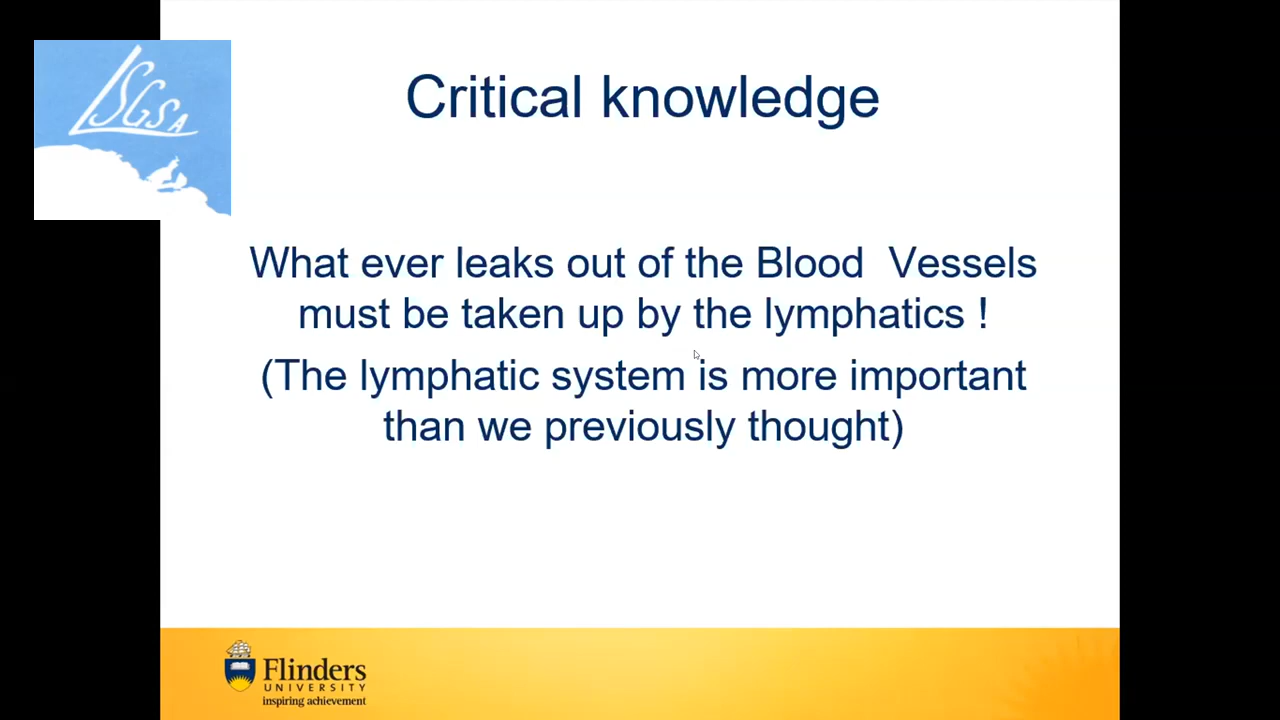 LSGSA
Critical knowledge
What ever leaks out of the Blood  Vessels
must be taken up by the lymphatics !
(The lymphatic system is more important
than we previously thought)
Flinders
UNIVERSITY
inspiring achievement